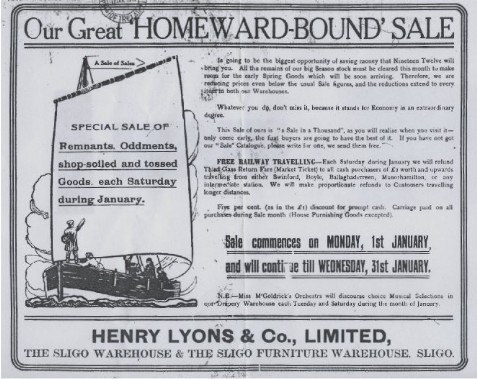 Our Great 'HOMEWARD-BOUND' SALE
A Sale of Sales
SPECIAL SALE OF
Remnants, Oddments,
shop-soiled and tossed
Goods, each Saturday
during January.
Is going to be the biggest opportunity of saving money that Nineteen Twelve will
bring you. All the remains of our big Season stock must be cleared this month to make
room for the early Spring Goods which will be soon arriving. Therefore, we are
reducing prices even below the usual Sale figures, and the reductions extend to every
item in both our Warehouses.
Whatever you do, don't miss it, because it stands for Economy in an extraordinary
degree.
This Sale of ours is "a Sale in a Thousand", as you will realise when you visit it—
only come early, the first buyers are going to have the best of it. If you have not got
our "Sale" Catalogue, please write for one, we send them free.
FREE RAILWAY TRAVELLING—Each Saturday during January we will refund
Third Class Return Fare (Market Ticket) to all cash purchasers of £1 worth and upwards
travelling from either Swinford, Boyle, Ballaghaderreen, Manorhamilton, or any
intermediate station. We will make proportionate refunds to Customers travelling
longer distances.
Five per cent. (1s in the £1) discount for prompt cash. Carriage paid on all
purchases during Sale month (House Furnishing Goods excepted).
Sale commences on MONDAY, 1st JANUARY,
and will continue till WEDNESDAY, 31st JANUARY.
N.B.—Miss M'Goldrick's Orchestra will discourse choice Musical Selections in
our Drapery Warehouse each Tuesday and Saturday during the month of January.
HENRY LYONS & Co., LIMITED,
THE SLIGO WAREHOUSE & THE SLIGO FURNITURE WAREHOUSE, SLIGO.